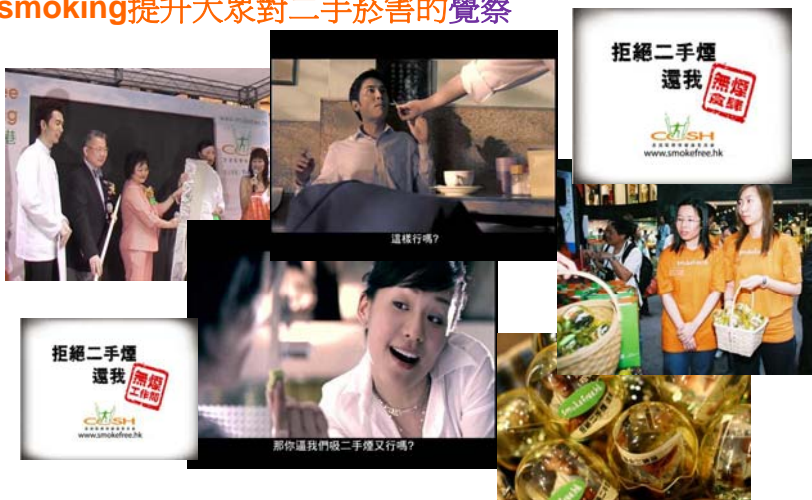 smoking提升大眾對二手菸害的覺察
拒絕二手煙
還我
無煙
食肆
COSH
www.smokefree.hk
這樣行嗎?
拒絕二手煙
還我
無煙
工作間
COSH
www.smokefree.hk
那你逼我們吸二手煙又行嗎?